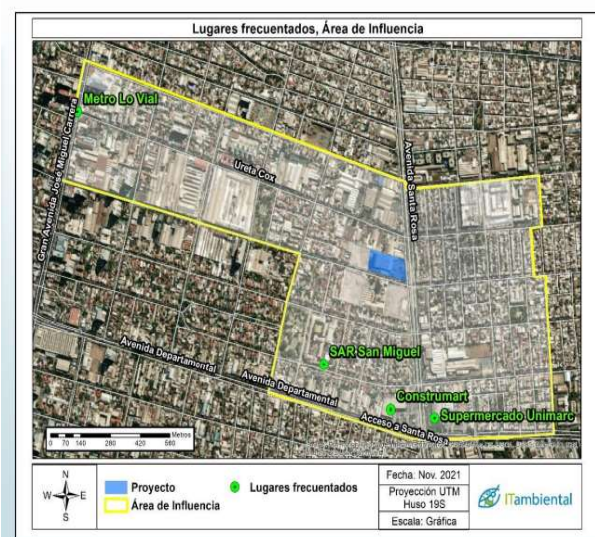 Lugares frecuentados, Área de Influencia
Metro Lo Vial
Gran Avenida José Miguel Carrera
Ureta Cox
Avenida Santa Rosa
SAR San Miguel
Avenida Departamental
Avenida Departamental
Construmart
Acceso a Santa Rosa
Supermercado Unimarc
Metros
0 70 140 280 420 560
N
W E
S
Proyecto
Lugares frecuentados
Área de Influencia
Fecha: Nov. 2021
Proyección UTM
Huso 19S
Escala: Gráfica
ITambiental